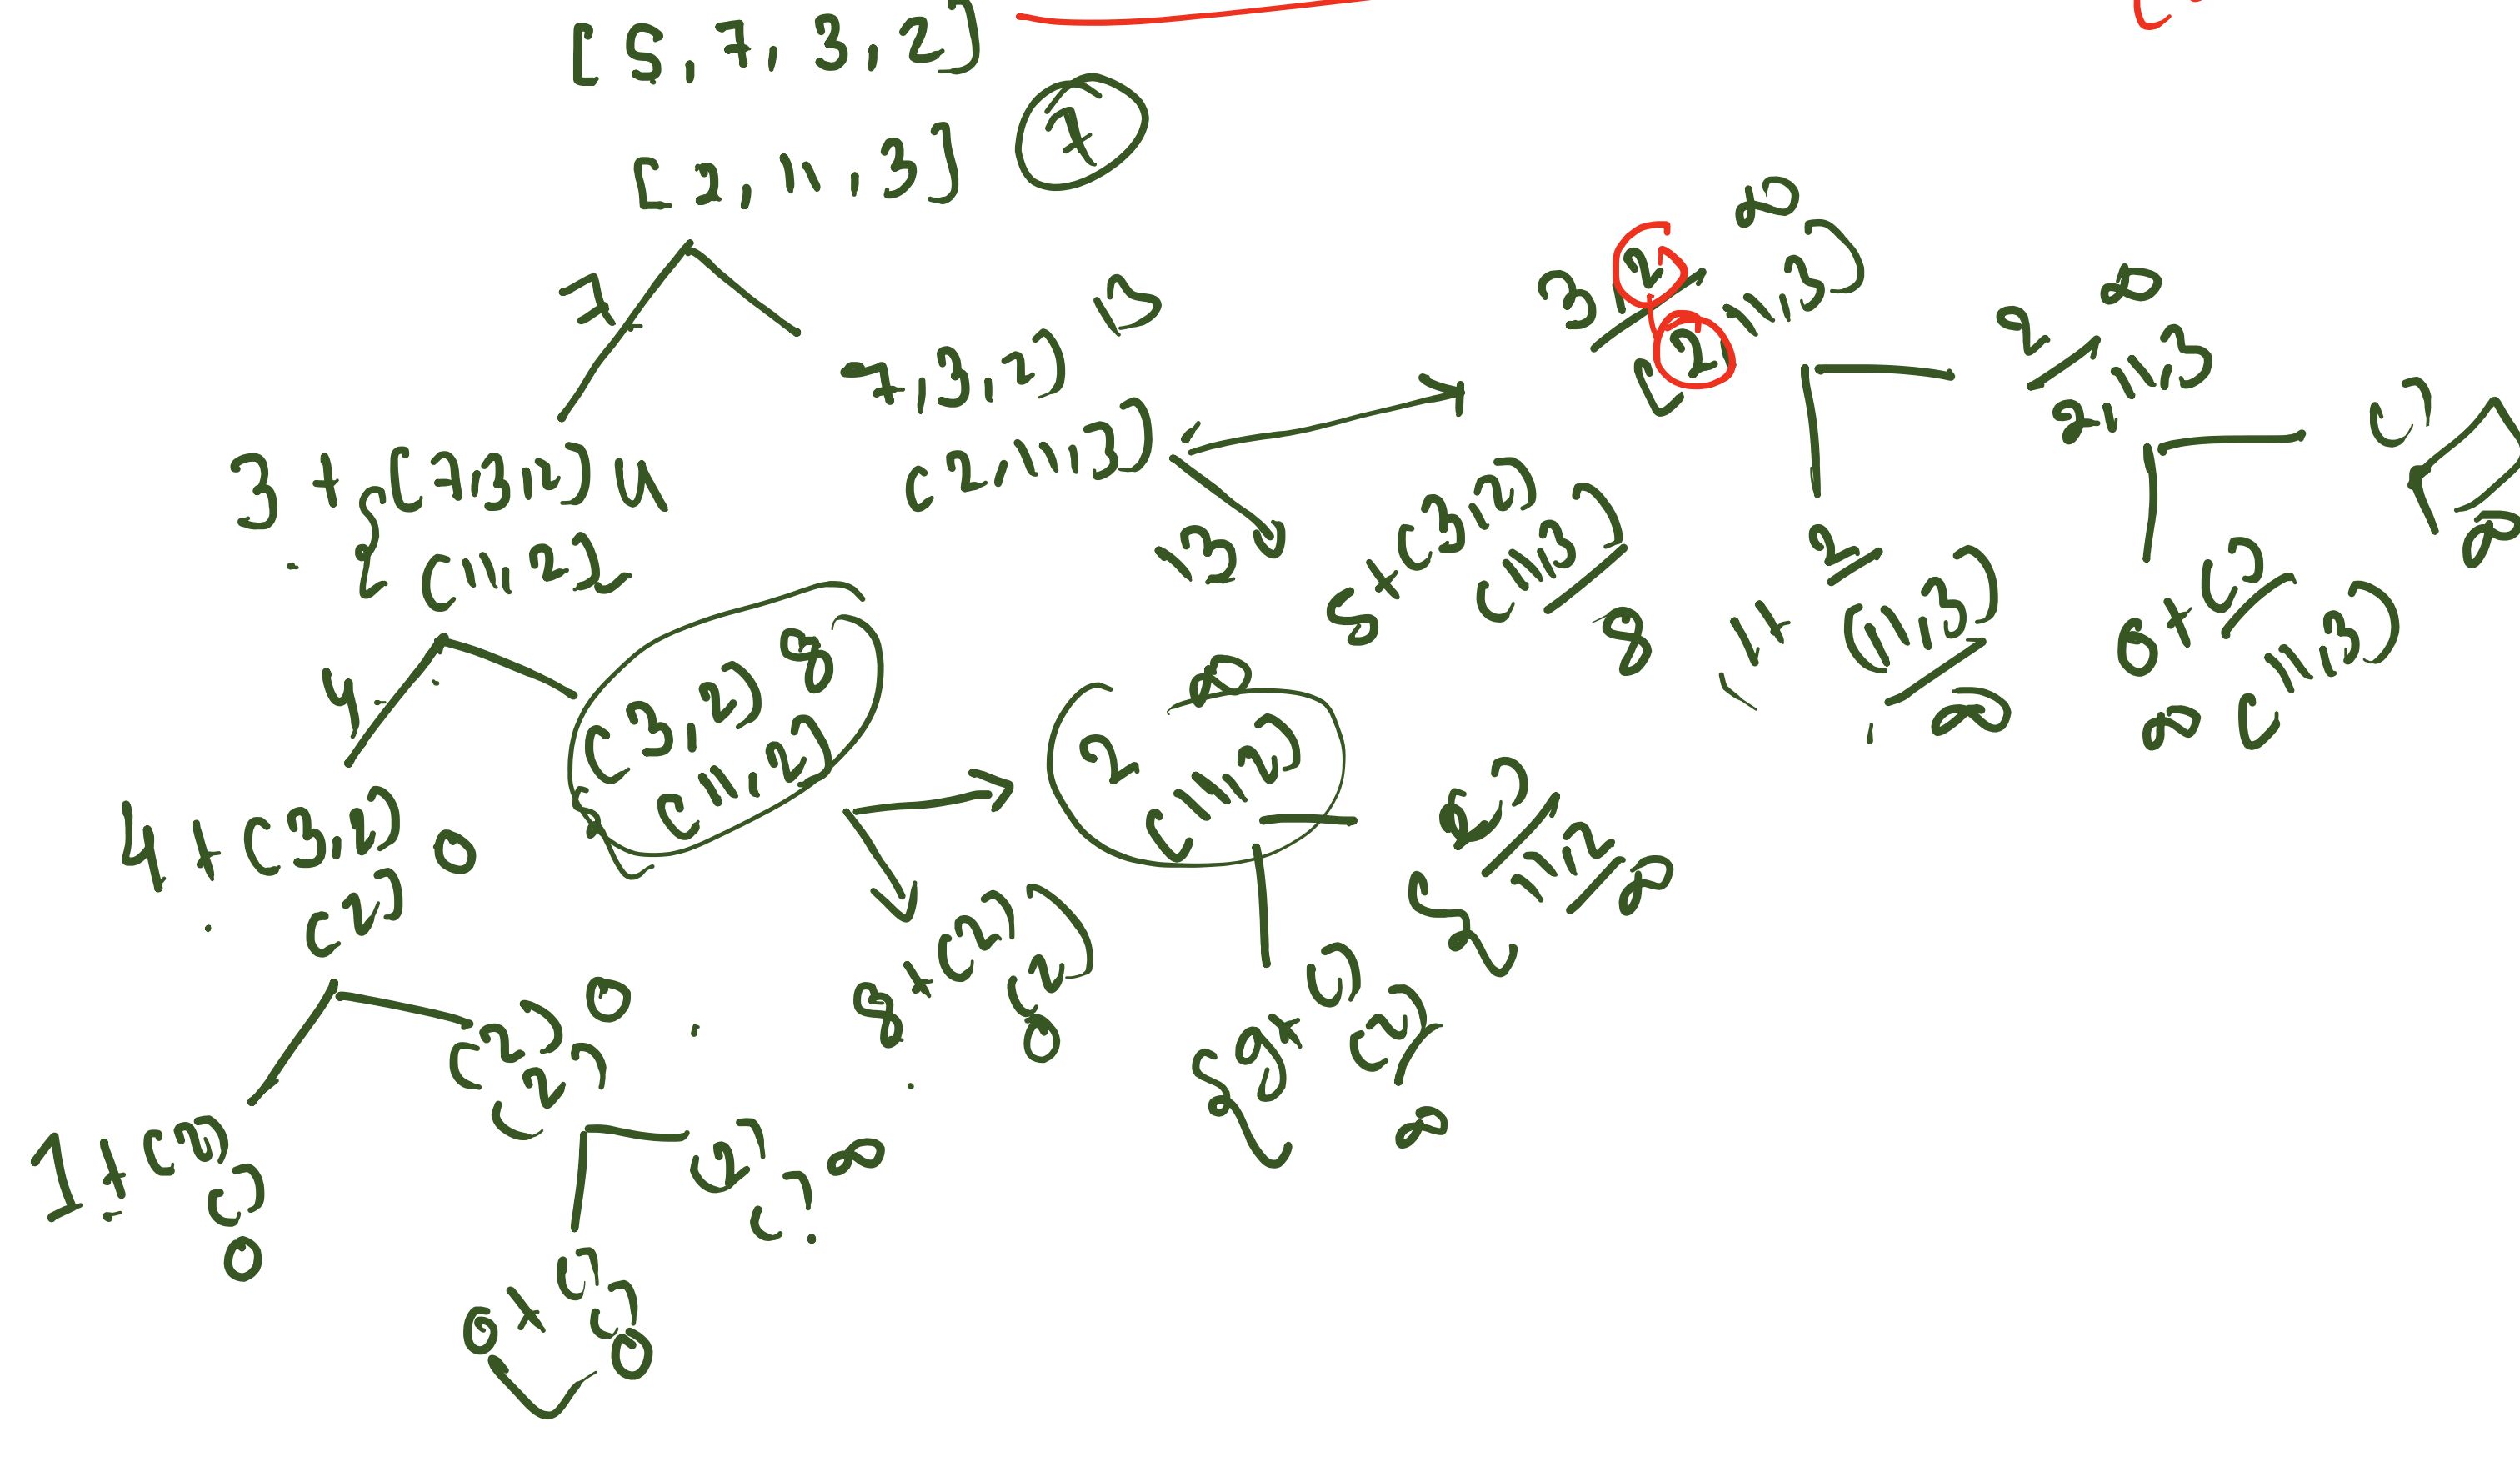 [5, 7, 3, 2]
[2, 11, 3]
7
7
7, 3, 2] 13
[2, 11, 3]
3, 2]
[2, 11, 3]
∞
2
2, 11, 3
∞
[]
∞
3 + [7, 3, 2] 4
[11, 2]
13
5 + [3, 2]
[11, 3]
8
1 +
2
[11, 3]
∞
0 + []
[11, 3]
∞
4
[3, 2] 8
[11, 2]
2
[11, 2]
∞
4 + [3, 2] 0
[2]
8 + [2]
[2]
0
9 + []
[2]
∞
[]
11, 2
∞
1 + [2]
[]
0
[2] 0
[2]
[2]
[]
∞
0 + []
[]
0